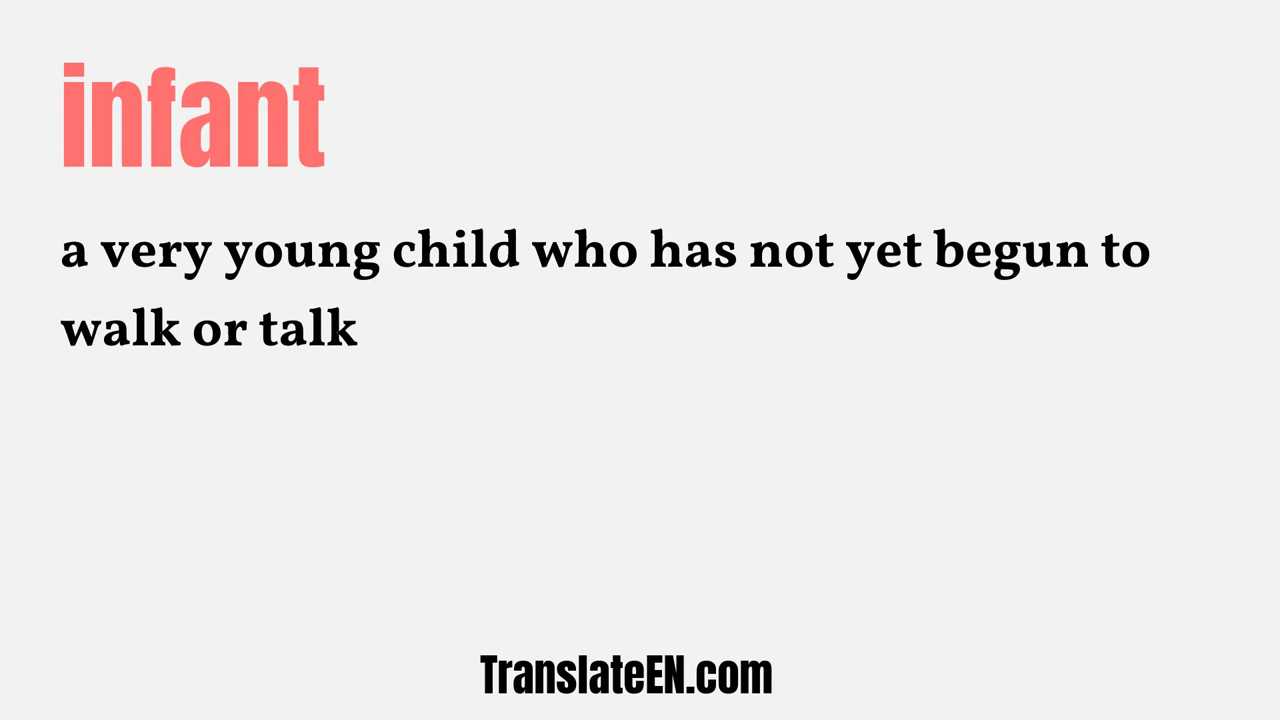 infant
a very young child who has not yet begun to
walk or talk
TranslateEN.com